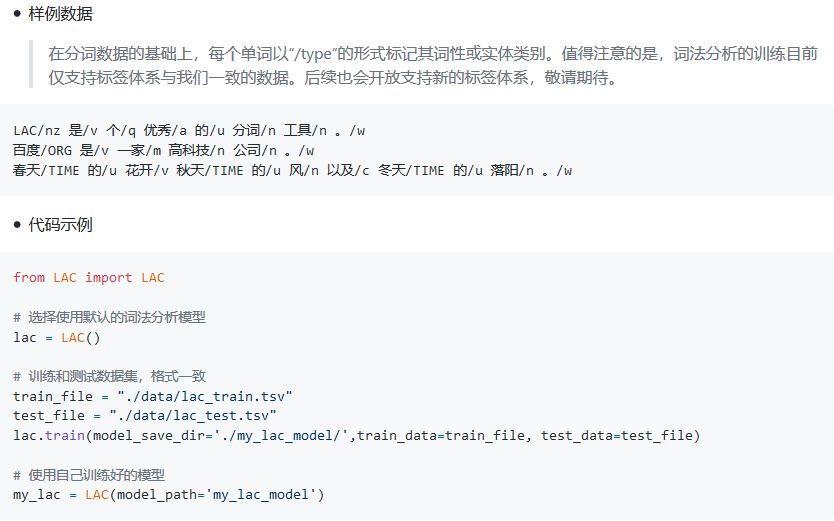 ● 样例数据
在分词数据的基础上，每个单词以“/type”的形式标记其词性或实体类别。值得注意的是，词法分析的训练目前
仅支持标签体系与我们一致的数据。后续也会开放支持新的标签体系，敬请期待。
LAC/nz 是/v 个/q 优秀/a 的/u 分词/n 工具/n 。/w
百度/ORG 是/v 一家/m 高科技/n 公司/n 。/w
春天/TIME 的/u 花开/v 秋天/TIME 的/u 风/n 以及/c 冬天/TIME 的/u 落阳/n 。/w
● 代码示例
from LAC import LAC
# 选择使用默认的词法分析模型
lac = LAC()
# 训练和测试数据集，格式一致
train_file = "./data/lac_train.tsv"
test_file = "./data/lac_test.tsv"
lac.train(model_save_dir='./my_lac_model/',train_data=train_file, test_data=test_file)
# 使用自己训练好的模型
my_lac = LAC(model_path='my_lac_model')